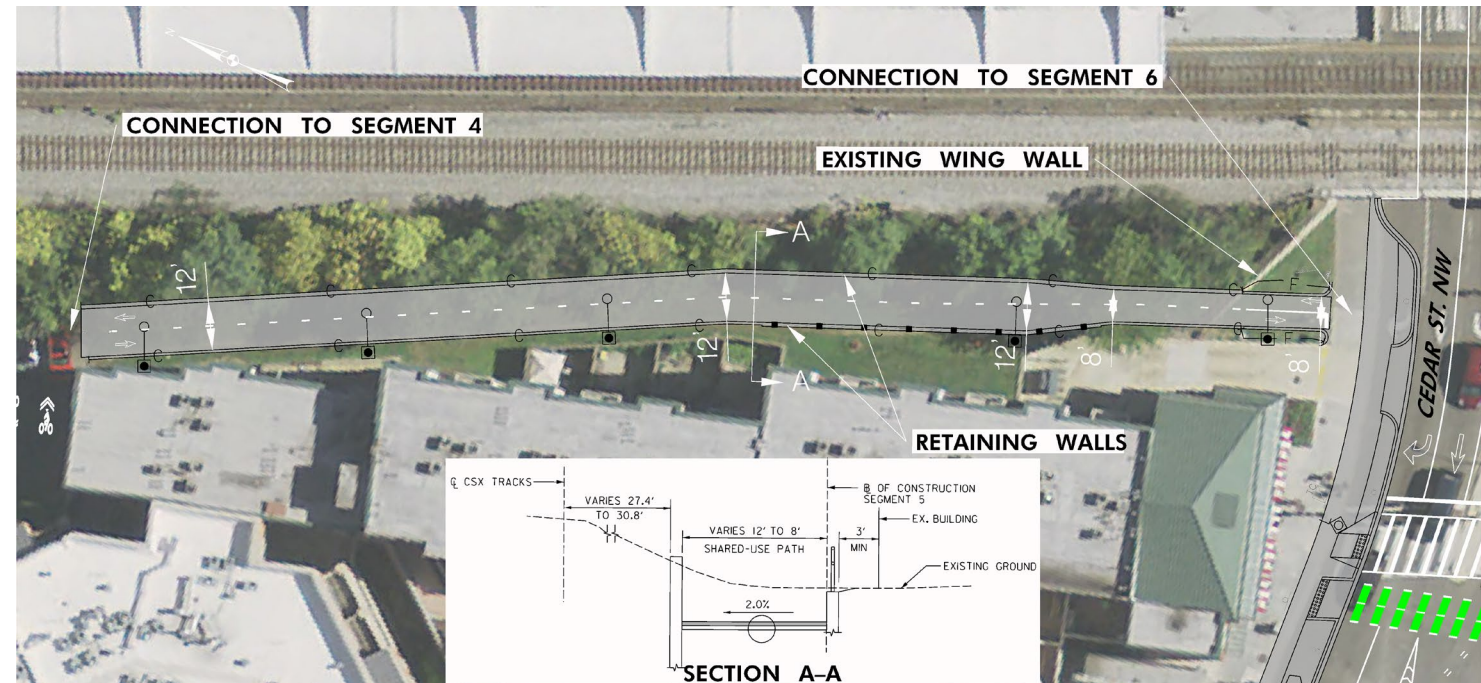 N
CONNECTION TO SEGMENT 6
CONNECTION TO SEGMENT 4
EXISTING WING WALL
A
12'
C
C
C
C
C
C
F
C
C
C
C
C
F
12'
12'
8'
8'
A
CEDAR ST. NW
RETAINING WALLS
℄ CSX TRACKS
VARIES 27.4'
TO 30.8'
B OF CONSTRUCTION
SEGMENT 5
EX. BUILDING
VARIES 12' TO 8'
SHARED-USE PATH
3'
MIN
EXISTING GROUND
2.0%
SECTION A–A